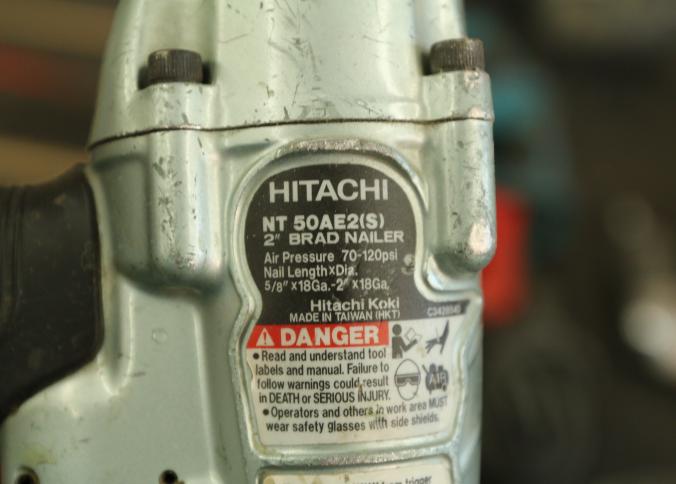 HITACHI
NT 50AE2(S)
2" BRAD NAILER
Air Pressure 70-120psi
Nail Length×Dia.
5/8" ×18Ga.-2" ×18Ga.
Hitachi Koki
MADE IN TAIWAN (HKT)
DANGER
•Read and understand tool
labels and manual. Failure to
follow warnings could result
in DEATH or SERIOUS INJURY.
•Operators and others in work area MUST
wear safety glasses with side shields.
AIR
trigger